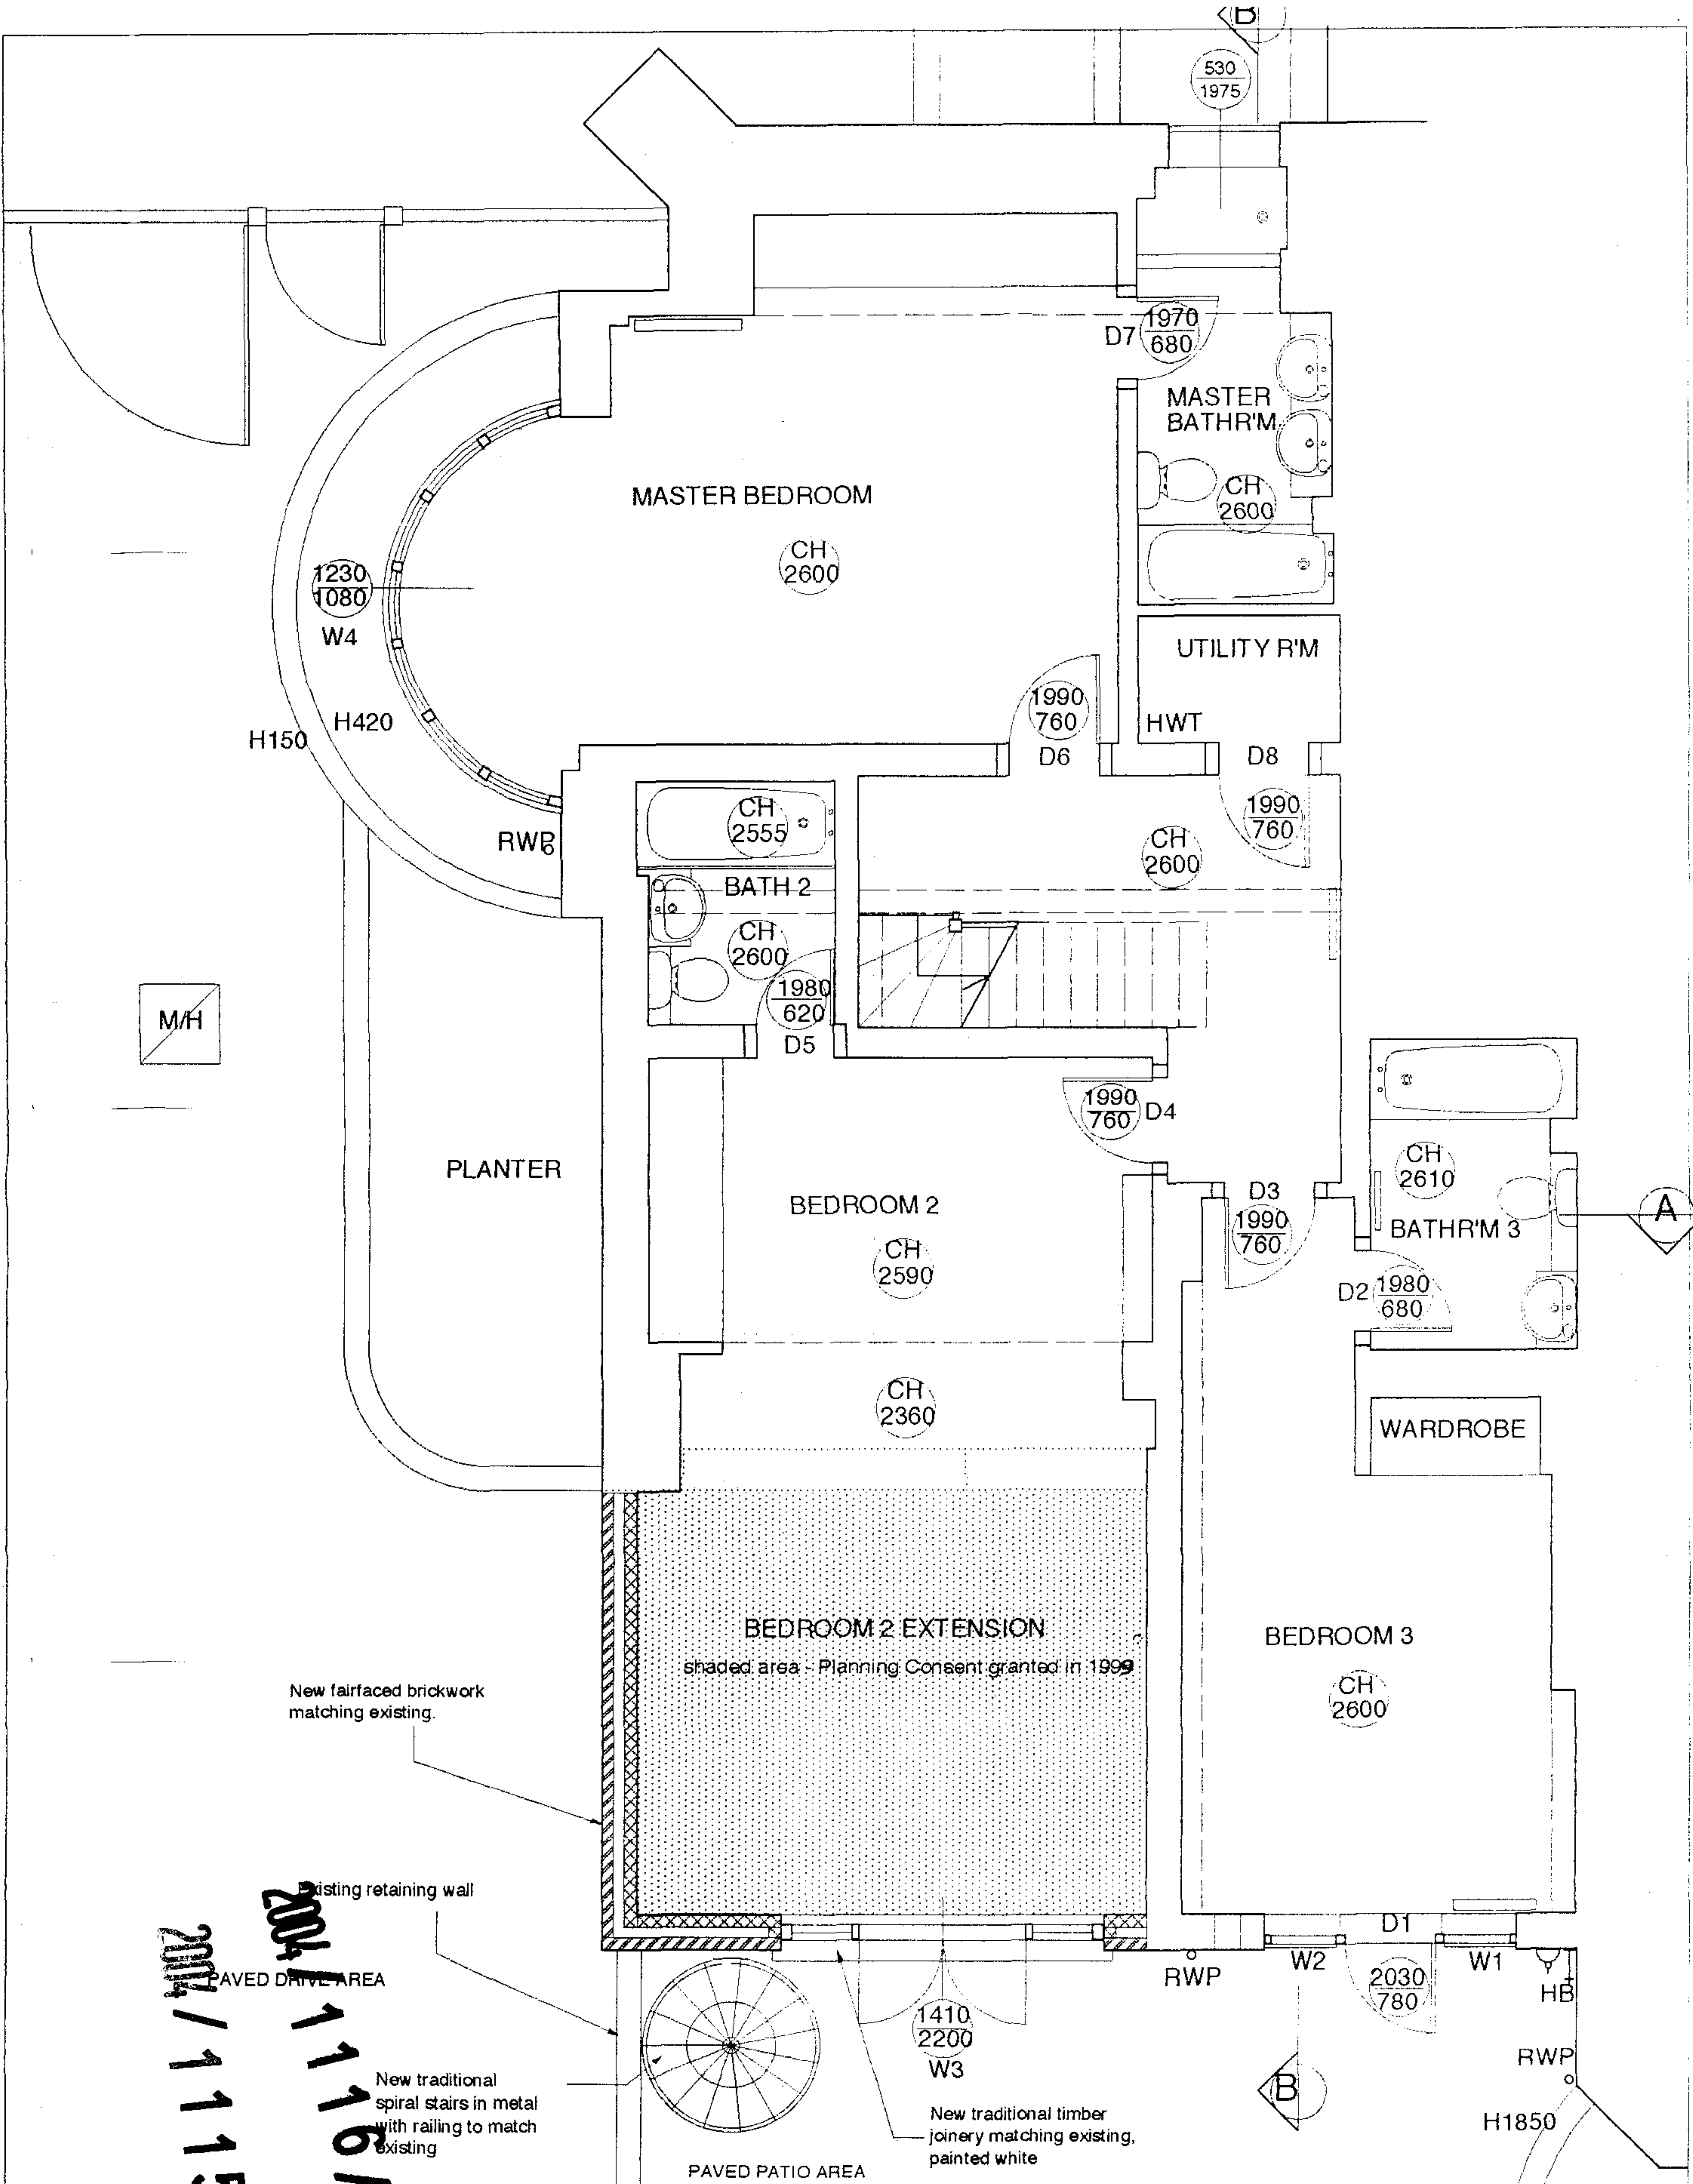 B
530
1975
D7
1970
680
MASTER
BATHR'M
CH
2600
MASTER BEDROOM
CH
2600
1230
1080
W4
UTILITY R'M
HWT
H420
H150
1990
760
D6
D8
1990
760
RWP
CH
2555
CH
2600
BATH 2
CH
2600
1980
620
D5
M/H
1990
760
D4
PLANTER
BEDROOM 2
CH
2590
D3
1990
760
CH
2610
BATHR'M 3
A
D2
1980
680
CH
2360
WARDROBE
BEDROOM 2 EXTENSION
shaded area - Planning Consent granted in 1999
BEDROOM 3
CH
2600
New fairfaced brickwork
matching existing.
Existing retaining wall
PAVED DRIVE AREA
D1
RWP
W2
W1
2030
780
HB
1410
2200
W3
RWP
B
H1850
New traditional
spiral stairs in metal
with railing to match
existing
New traditional timber
joinery matching existing,
painted white
PAVED PATIO AREA
2004 / 1116 /
2004 / 1115